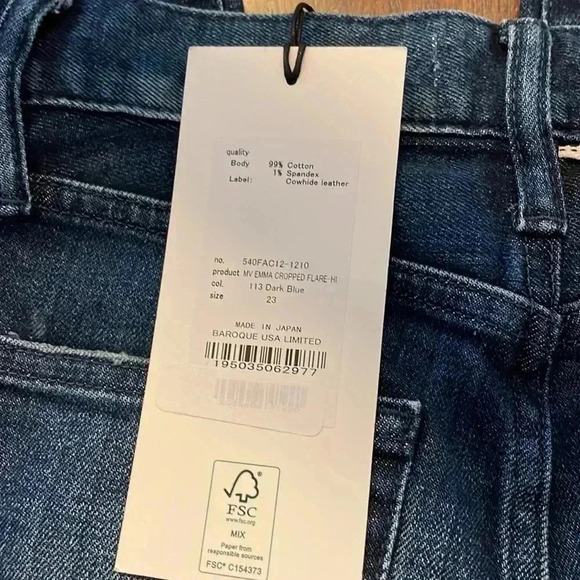 quality
Body 99% Cotton
1% Spandex
Label: Cowhide leather
no. 540FAC12-1210
product MV EMMA CROPPED FLARE-HI
col. 113 Dark Blue
size 23
MADE IN JAPAN
BAROQUE USA LIMITED
195035062977
FSC
www.fsc.org
MIX
Paper from
responsible sources
FSC® C154373